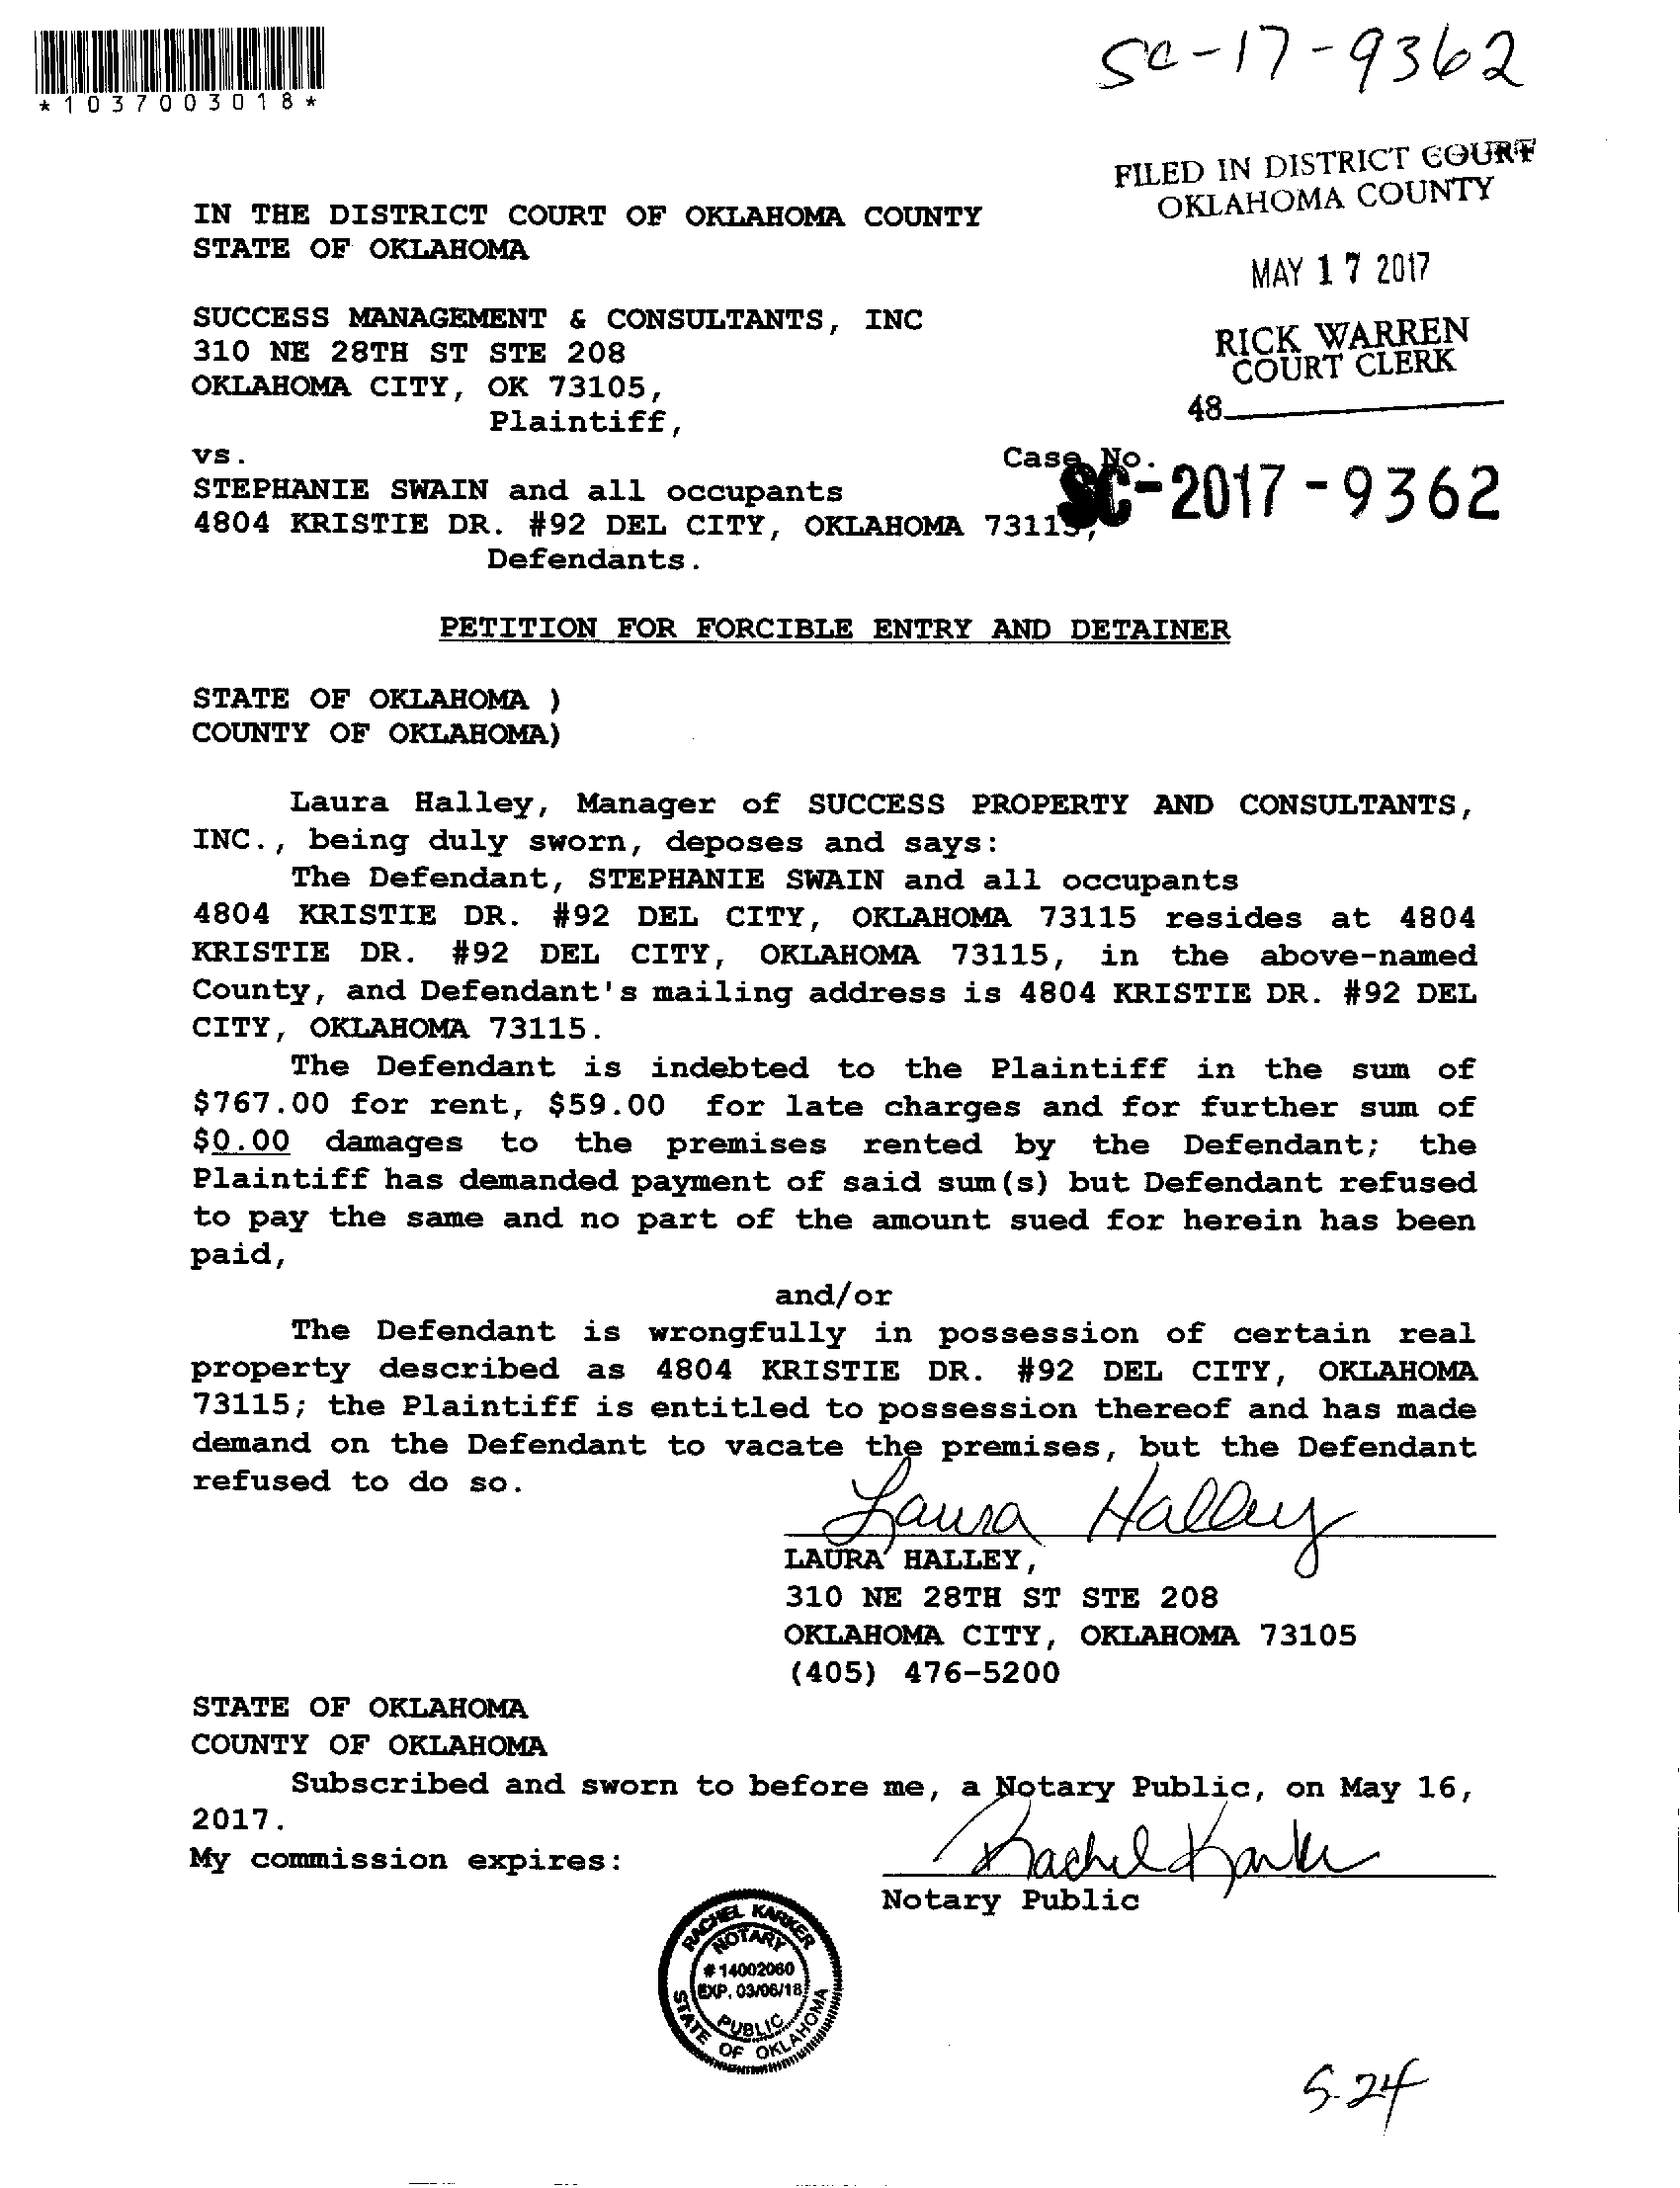 SC-17-9362
*1037003018*
FILED IN DISTRICT COURT
OKLAHOMA COUNTY
MAY 17 2017
RICK WARREN
COURT CLERK
48
IN THE DISTRICT COURT OF OKLAHOMA COUNTY
STATE OF OKLAHOMA
SUCCESS MANAGEMENT & CONSULTANTS, INC
310 NE 28TH ST STE 208
OKLAHOMA CITY, OK 73105,
Plaintiff,
vs.
Case No.
SC-2017-9362
STEPHANIE SWAIN and all occupants
4804 KRISTIE DR. #92 DEL CITY, OKLAHOMA 73115,
Defendants.
PETITION FOR FORCIBLE ENTRY AND DETAINER
STATE OF OKLAHOMA )
COUNTY OF OKLAHOMA)
Laura Halley, Manager of SUCCESS PROPERTY AND CONSULTANTS,
INC., being duly sworn, deposes and says:
The Defendant, STEPHANIE SWAIN and all occupants
4804 KRISTIE DR. #92 DEL CITY, OKLAHOMA 73115 resides at 4804
KRISTIE DR. #92 DEL CITY, OKLAHOMA 73115, in the above-named
County, and Defendant's mailing address is 4804 KRISTIE DR. #92 DEL
CITY, OKLAHOMA 73115.
The Defendant is indebted to the Plaintiff in the sum of
$767.00 for rent, $59.00 for late charges and for further sum of
$0.00 damages to the premises rented by the Defendant; the
Plaintiff has demanded payment of said sum(s) but Defendant refused
to pay the same and no part of the amount sued for herein has been
paid,
and/or
The Defendant is wrongfully in possession of certain real
property described as 4804 KRISTIE DR. #92 DEL CITY, OKLAHOMA
73115; the Plaintiff is entitled to possession thereof and has made
demand on the Defendant to vacate the premises, but the Defendant
refused to do so.
Laura Halley
LAURA HALLEY,
310 NE 28TH ST STE 208
OKLAHOMA CITY, OKLAHOMA 73105
(405) 476-5200
STATE OF OKLAHOMA
COUNTY OF OKLAHOMA
Subscribed and sworn to before me, a Notary Public, on May 16,
2017.
My commission expires:
Rachel Karker
Notary Public
RACHEL KARKER
NOTARY
#14002060
EXP. 03/06/18
PUBLIC
STATE OF OKLAHOMA
5-24